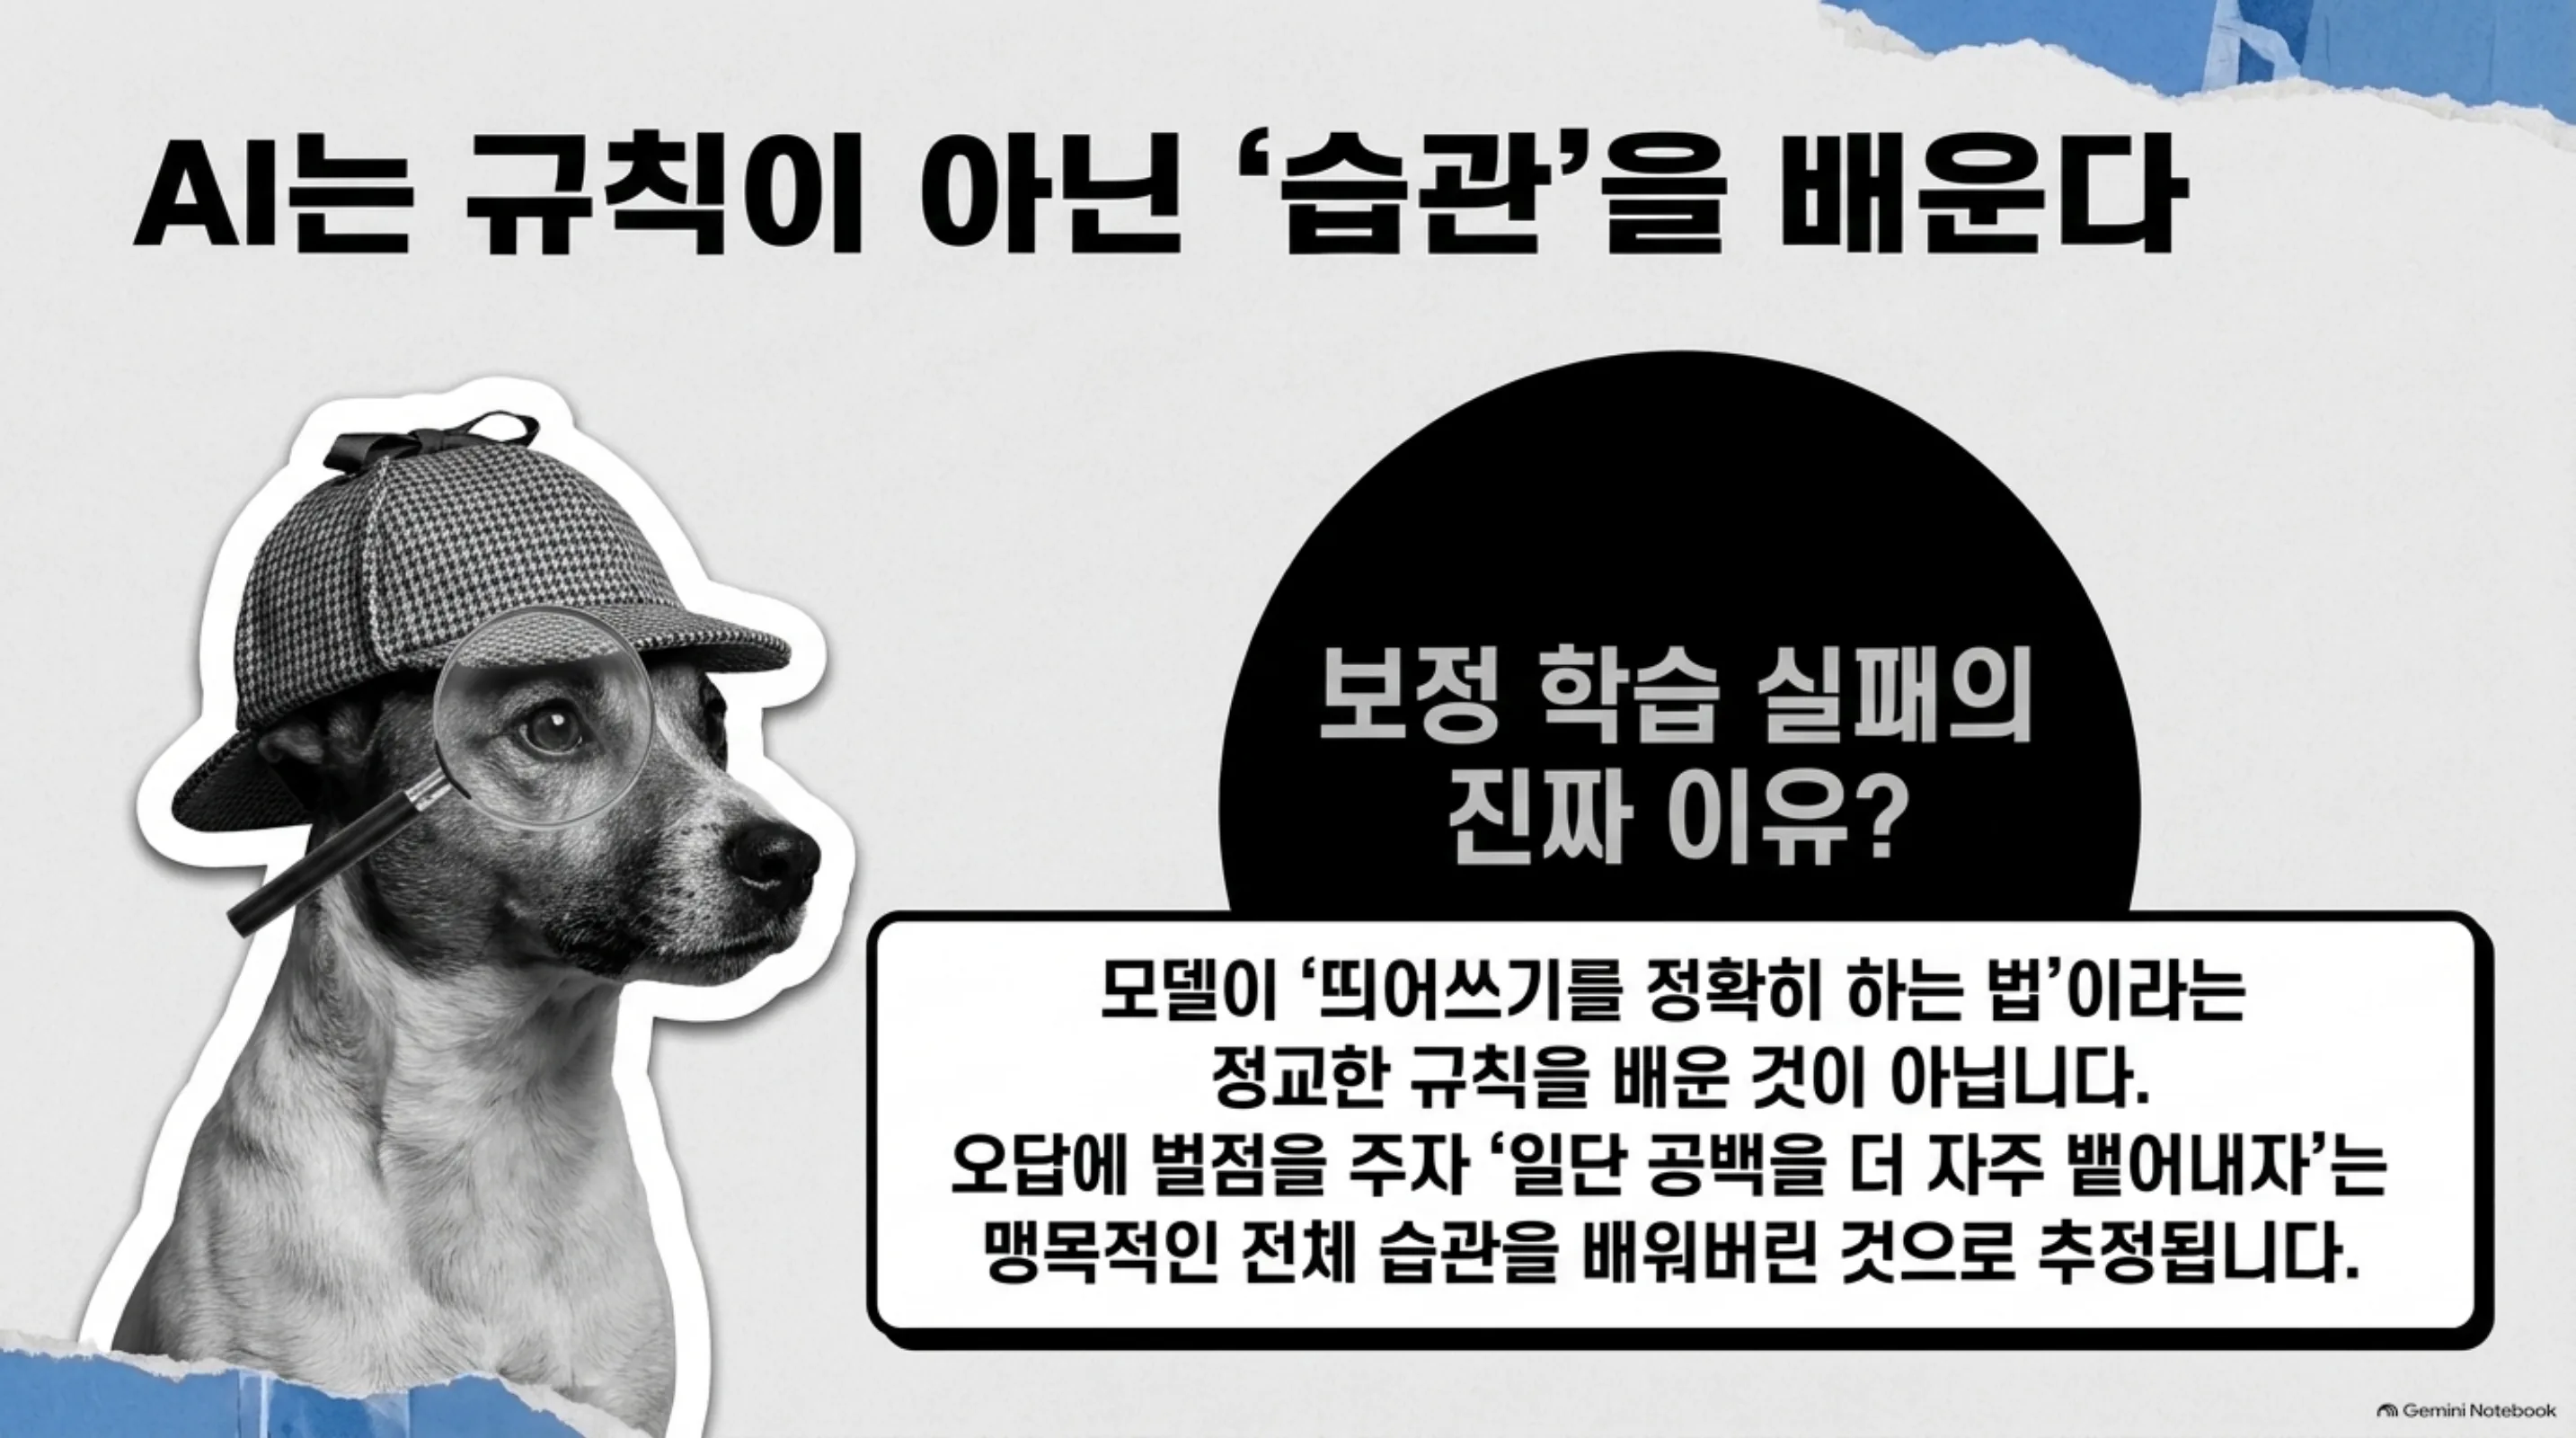 AI는 규칙이 아닌 ‘습관’을 배운다
보정 학습 실패의
진짜 이유?
모델이 ‘띄어쓰기를 정확히 하는 법’이라는
정교한 규칙을 배운 것이 아닙니다.
오답에 벌점을 주자 ‘일단 공백을 더 자주 뱉어내자’는
맹목적인 전체 습관을 배워버린 것으로 추정됩니다.
Gemini Notebook